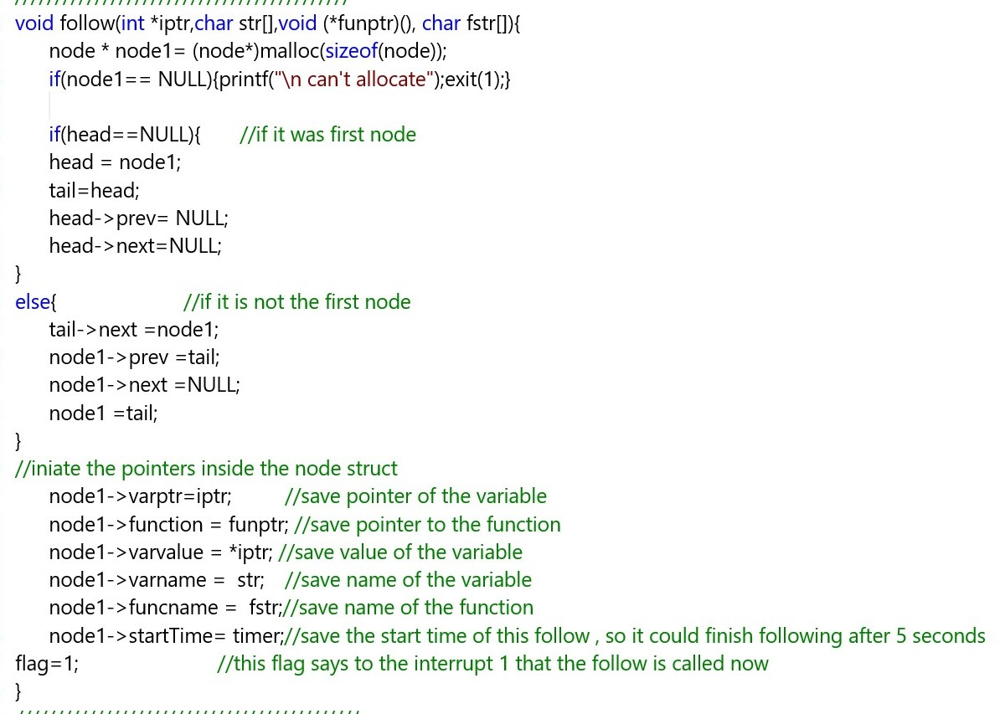 ///////////////////////////////////////////
void follow(int *iptr,char str[],void (*funptr)(), char fstr[]){
node * node1= (node*)malloc(sizeof(node));
if(node1== NULL){printf("\n can't allocate");exit(1);}
if(head==NULL){ //if it was first node
head = node1;
tail=head;
head->prev= NULL;
head->next=NULL;
}
else{ //if it is not the first node
tail->next =node1;
node1->prev =tail;
node1->next =NULL;
node1 =tail;
}
//iniate the pointers inside the node struct
node1->varptr=iptr; //save pointer of the variable
node1->function = funptr; //save pointer to the function
node1->varvalue = *iptr; //save value of the variable
node1->varname = str; //save name of the variable
node1->funcname = fstr;//save name of the function
node1->startTime= timer;//save the start time of this follow , so it could finish following after 5 seconds
flag=1; //this flag says to the interrupt 1 that the follow is called now
}
////////////////////////////////////////////